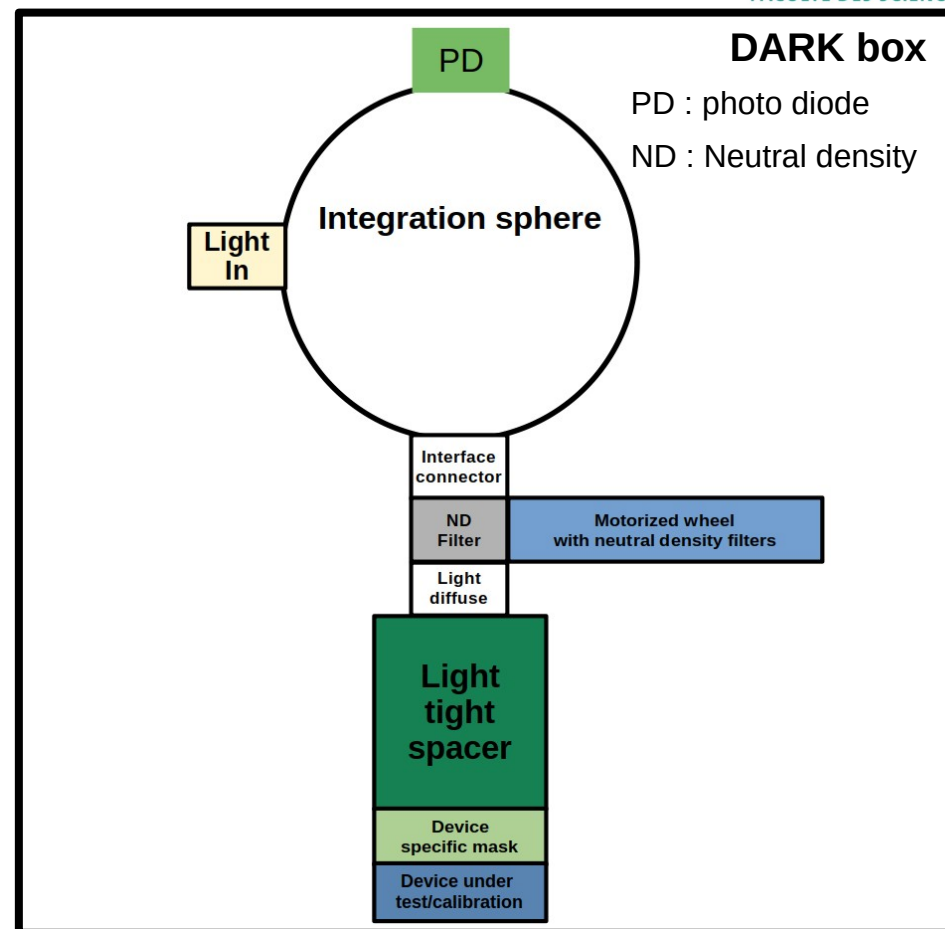 PD
DARK box
PD : photo diode
ND : Neutral density
Integration sphere
Light
In
Interface
connector
ND
Filter
Motorized wheel
with neutral density filters
Light
diffuse
Light
tight
spacer
Device
specific mask
Device under
test/calibration